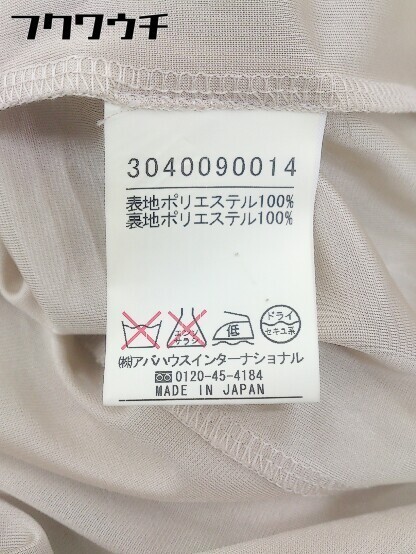 フクワウチ
3040090014
表地ポリエステル100%
裏地ポリエステル100%
エンソ
サラシ
低
ドライ
セキユ系
㈱アバハウスインターナショナル
0120-45-4184
MADE IN JAPAN